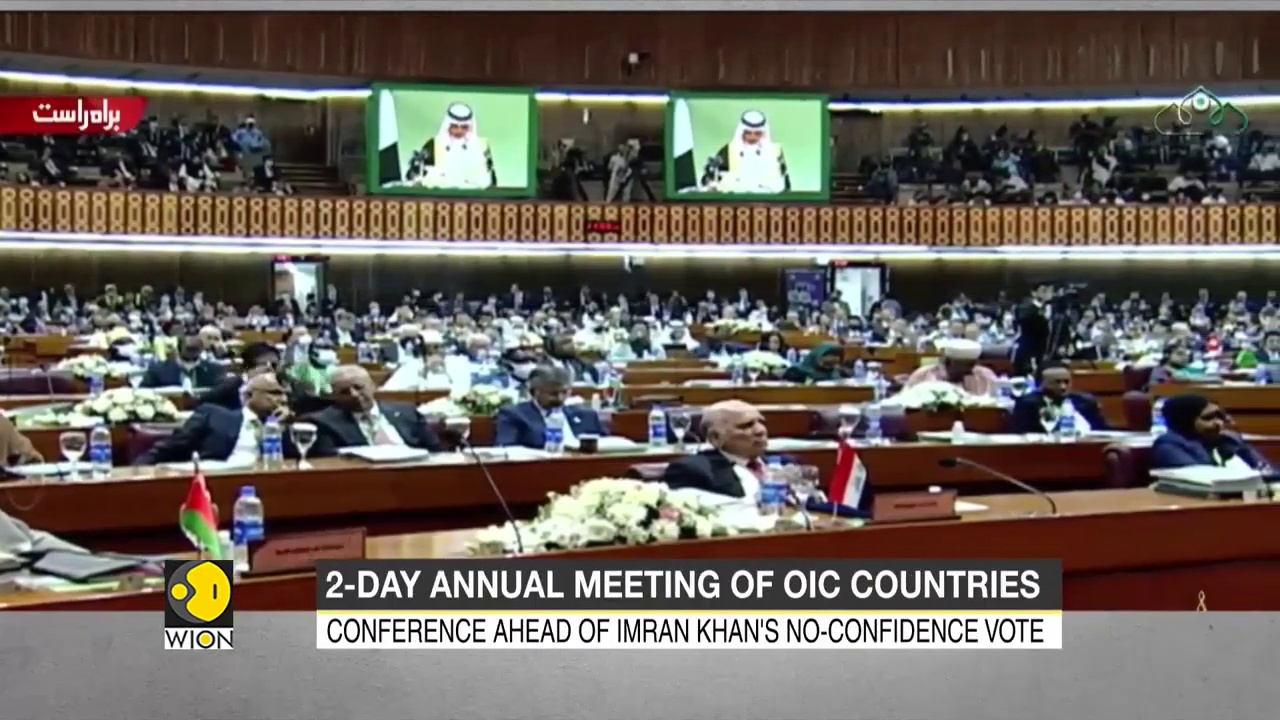 براہ راست
2-DAY ANNUAL MEETING OF OIC COUNTRIES
CONFERENCE AHEAD OF IMRAN KHAN'S NO-CONFIDENCE VOTE
WION